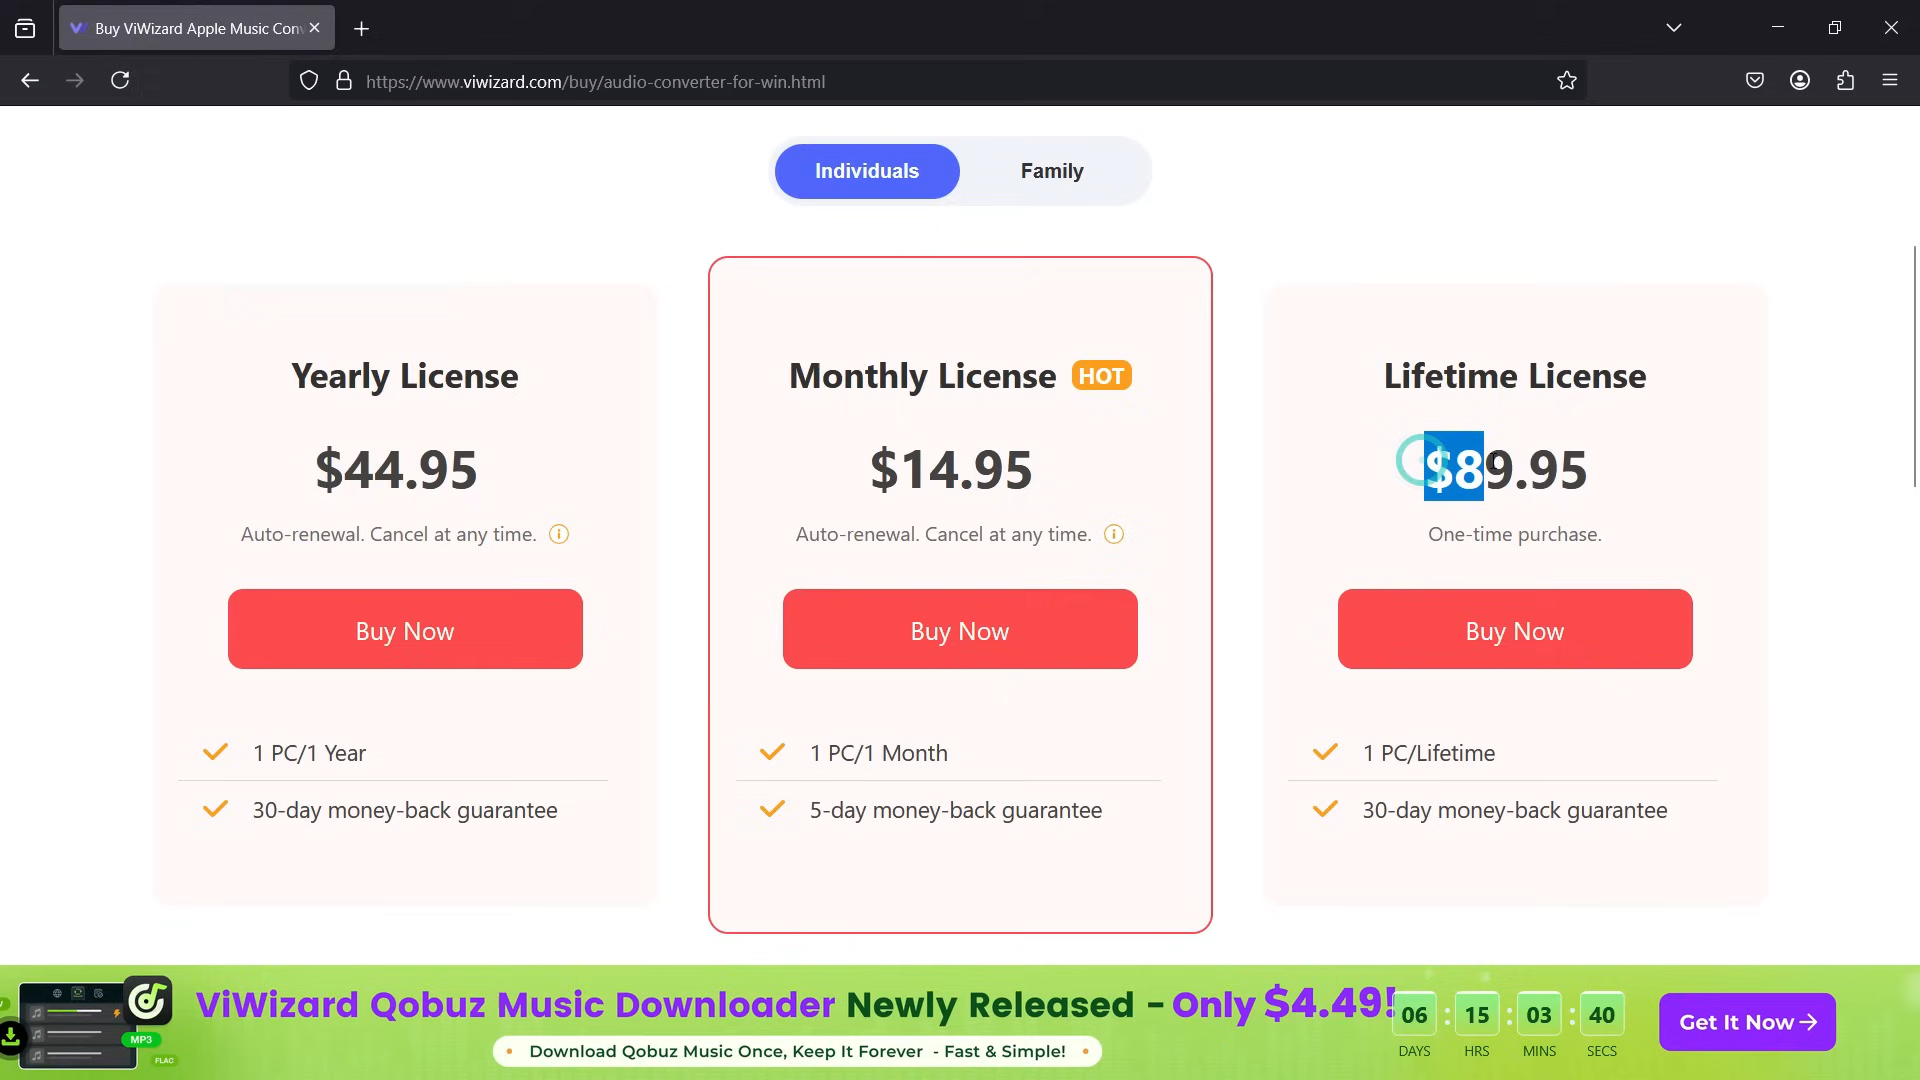 Buy ViWizard Apple Music Con
https://www.viwizard.com/buy/audio-converter-for-win.html
Individuals
Family
Yearly License
$44.95
Auto-renewal. Cancel at any time.
Buy Now
1 PC/1 Year
30-day money-back guarantee
Monthly License HOT
$14.95
Auto-renewal. Cancel at any time.
Buy Now
1 PC/1 Month
5-day money-back guarantee
Lifetime License
$89.95
One-time purchase.
Buy Now
1 PC/Lifetime
30-day money-back guarantee
MP3
FLAC
ViWizard Qobuz Music Downloader Newly Released - Only $4.49!
• Download Qobuz Music Once, Keep It Forever - Fast & Simple! •
06 : 15 : 03 : 40
DAYS HRS MINS SECS
Get It Now→